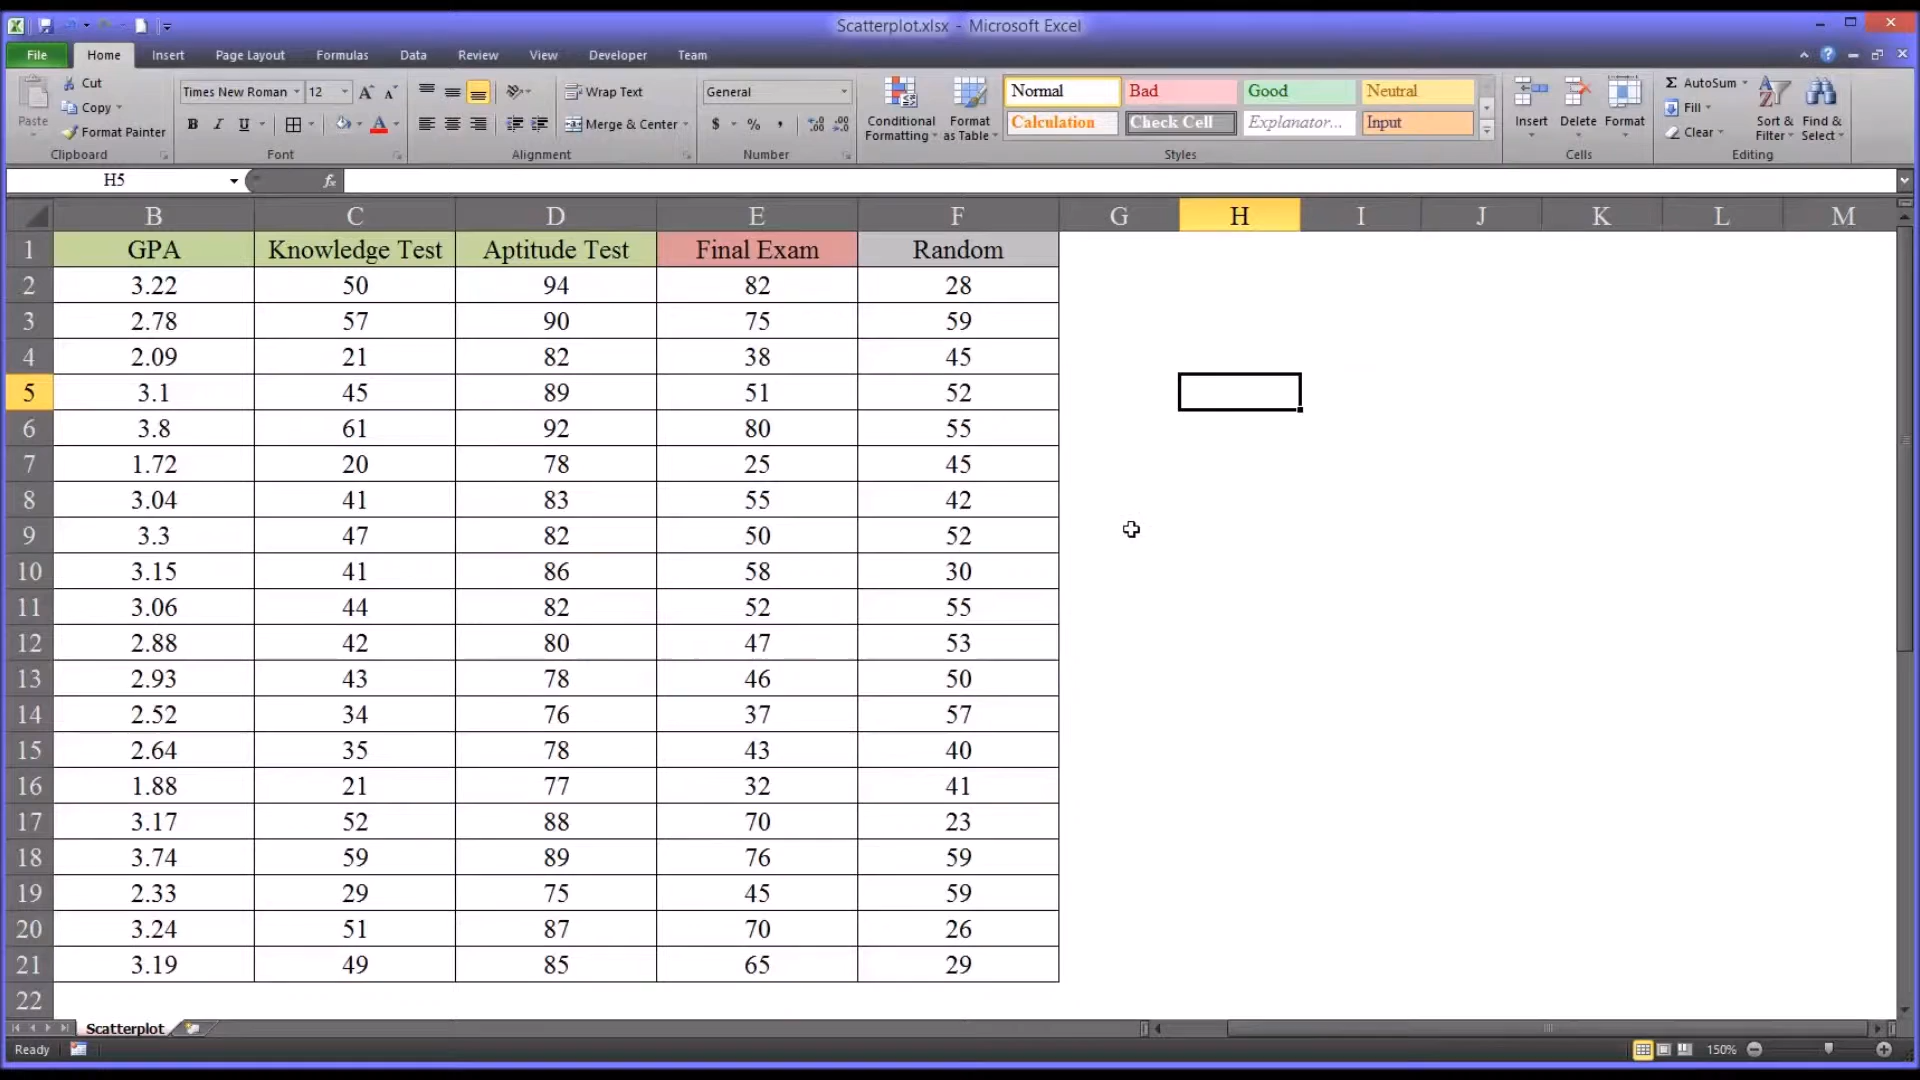 Scatterplot.xlsx - Microsoft Excel
File Home Insert Page Layout Formulas Data Review View Developer Team
Paste
Cut
Copy
Format Painter
Clipboard
Times New Roman 12
B I U
Font
Wrap Text
Merge & Center
Alignment
General
$ % ,
Number
Conditional Formatting
Format as Table
Normal Bad Good Neutral
Calculation Check Cell Explanator... Input
Styles
Insert Delete Format
Cells
Σ AutoSum
Fill
Clear
Sort & Filter
Find & Select
Editing
H5 fx
B C D E F G H I J K L M
1 GPA Knowledge Test Aptitude Test Final Exam Random
2 3.22 50 94 82 28
3 2.78 57 90 75 59
4 2.09 21 82 38 45
5 3.1 45 89 51 52
6 3.8 61 92 80 55
7 1.72 20 78 25 45
8 3.04 41 83 55 42
9 3.3 47 82 50 52
10 3.15 41 86 58 30
11 3.06 44 82 52 55
12 2.88 42 80 47 53
13 2.93 43 78 46 50
14 2.52 34 76 37 57
15 2.64 35 78 43 40
16 1.88 21 77 32 41
17 3.17 52 88 70 23
18 3.74 59 89 76 59
19 2.33 29 75 45 59
20 3.24 51 87 70 26
21 3.19 49 85 65 29
22
Scatterplot
Ready 150%